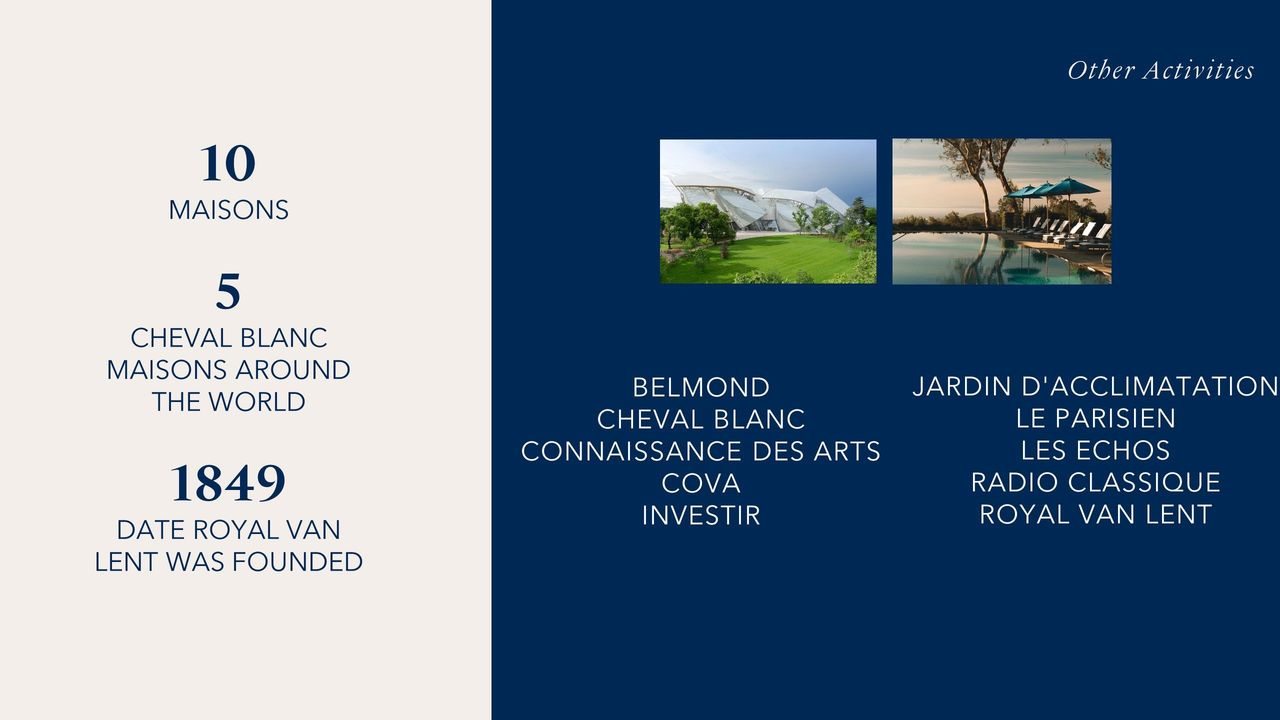 10
MAISONS
5
CHEVAL BLANC
MAISONS AROUND
THE WORLD
1849
DATE ROYAL VAN
LENT WAS FOUNDED
Other Activities
BELMOND
CHEVAL BLANC
CONNAISSANCE DES ARTS
COVA
INVESTIR
JARDIN D'ACCLIMATATION
LE PARISIEN
LES ECHOS
RADIO CLASSIQUE
ROYAL VAN LENT